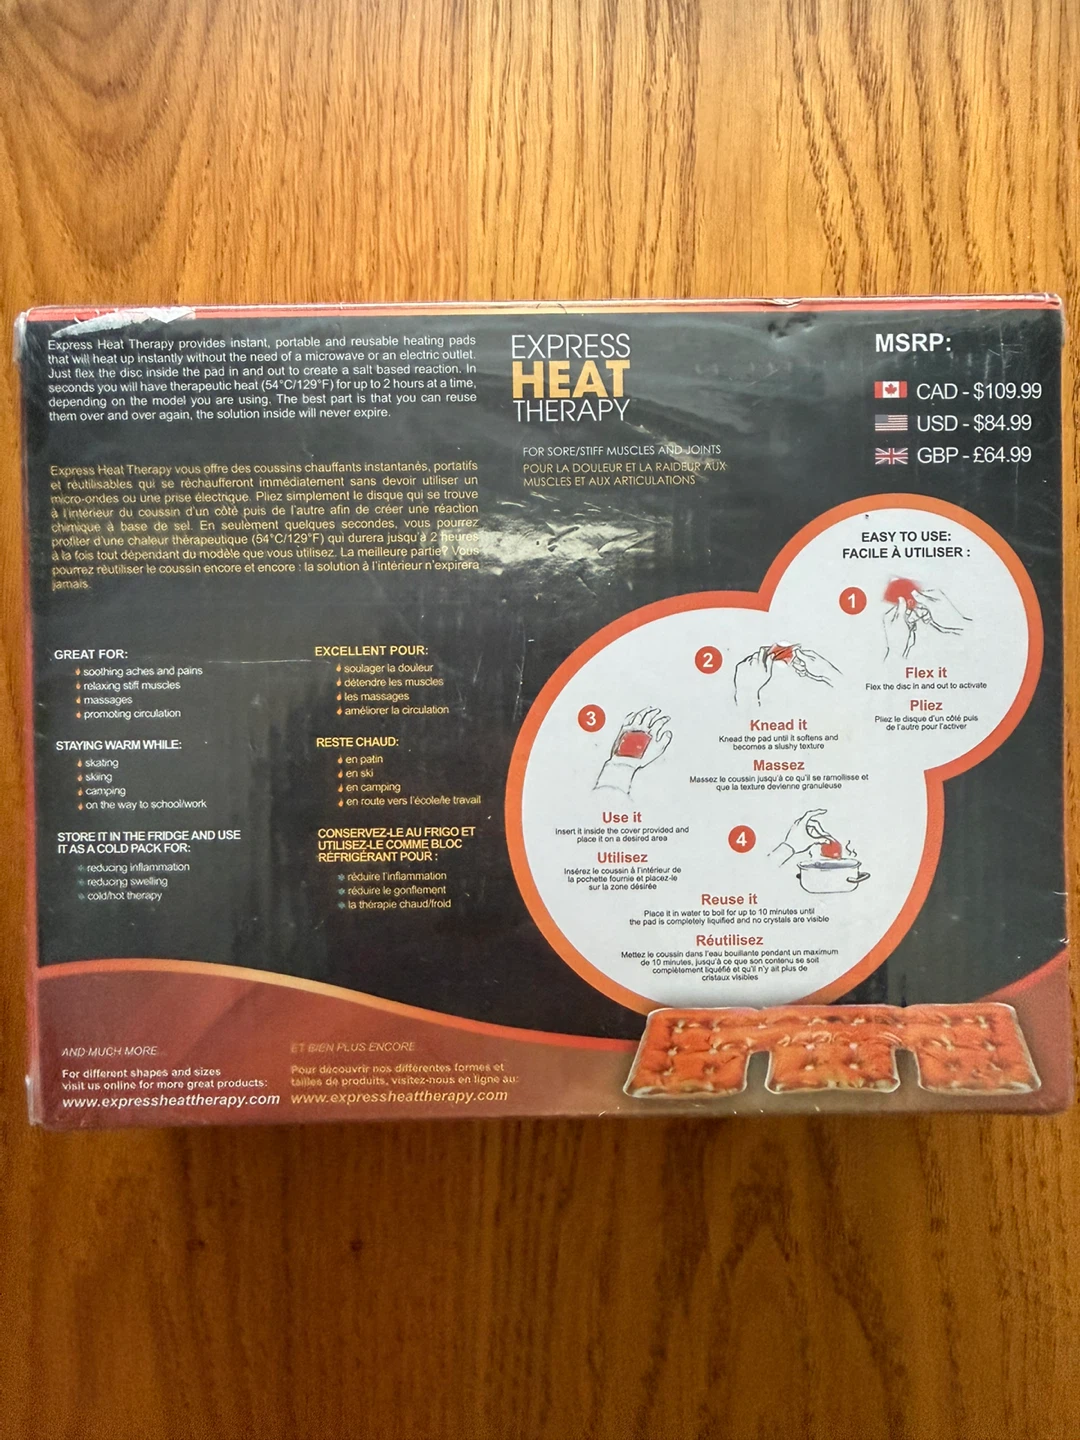 Express Heat Therapy provides instant, portable and reusable heating pads
that will heat up instantly without the need of a microwave or an electric outlet.
Just flex the disc inside the pad in and out to create a salt based reaction. In
seconds you will have therapeutic heat (54°C/129°F) for up to 2 hours at a time,
depending on the model you are using. The best part is that you can reuse
them over and over again, the solution inside will never expire.
Express Heat Therapy vous offre des coussins chauffants instantanés, portatifs
et réutilisables qui se réchaufferont immédiatement sans devoir utiliser un
micro-ondes ou une prise électrique. Pliez simplement le disque qui se trouve
à l'intérieur du coussin d'un côté puis de l'autre afin de créer une réaction
chimique à base de sel. En seulement quelques secondes, vous pourrez
profiter d'une chaleur thérapeutique (54°C/129°F) qui durera jusqu'à 2 heures
à la fois tout dépendant du modèle que vous utilisez. La meilleure partie? Vous
pourrez réutiliser le coussin encore et encore : la solution à l'intérieur n'expirera
jamais.
EXPRESS
HEAT
THERAPY
FOR SORE/STIFF MUSCLES AND JOINTS
POUR LA DOULEUR ET LA RAIDEUR AUX
MUSCLES ET AUX ARTICULATIONS
MSRP:
CAD - $109.99
USD - $84.99
GBP - £64.99
GREAT FOR:
soothing aches and pains
relaxing stiff muscles
massages
promoting circulation
STAYING WARM WHILE:
skating
skiing
camping
on the way to school/work
STORE IT IN THE FRIDGE AND USE
IT AS A COLD PACK FOR:
reducing inflammation
reducing swelling
cold/hot therapy
EXCELLENT POUR:
soulager la douleur
détendre les muscles
les massages
améliorer la circulation
RESTE CHAUD:
en patin
en ski
en camping
en route vers l'école/le travail
CONSERVEZ-LE AU FRIGO ET
UTILISEZ-LE COMME BLOC
RÉFRIGÉRANT POUR :
réduire l'inflammation
réduire le gonflement
la thérapie chaud/froid
EASY TO USE:
FACILE À UTILISER :
1
Flex it
Flex the disc in and out to activate
Pliez
Pliez le disque d'un côté puis
de l'autre pour l'activer
2
Knead it
Knead the pad until it softens and
becomes a slushy texture
Massez
Massez le coussin jusqu'à ce qu'il se ramollisse et
que la texture devienne granuleuse
3
Use it
Insert it inside the cover provided and
place it on a desired area
Utilisez
Insérez le coussin à l'intérieur de
la pochette fournie et placez-le
sur la zone désirée
4
Reuse it
Place it in water to boil for up to 10 minutes until
the pad is completely liquified and no crystals are visible
Réutilisez
Mettez le coussin dans l'eau bouillante pendant un maximum
de 10 minutes, jusqu'à ce que son contenu se soit
complètement liquéfié et qu'il n'y ait plus de
cristaux visibles
AND MUCH MORE...
For different shapes and sizes
visit us online for more great products:
www.expressheattherapy.com
ET BIEN PLUS ENCORE...
Pour découvrir nos différentes formes et
tailles de produits, visitez-nous en ligne au:
www.expressheattherapy.com